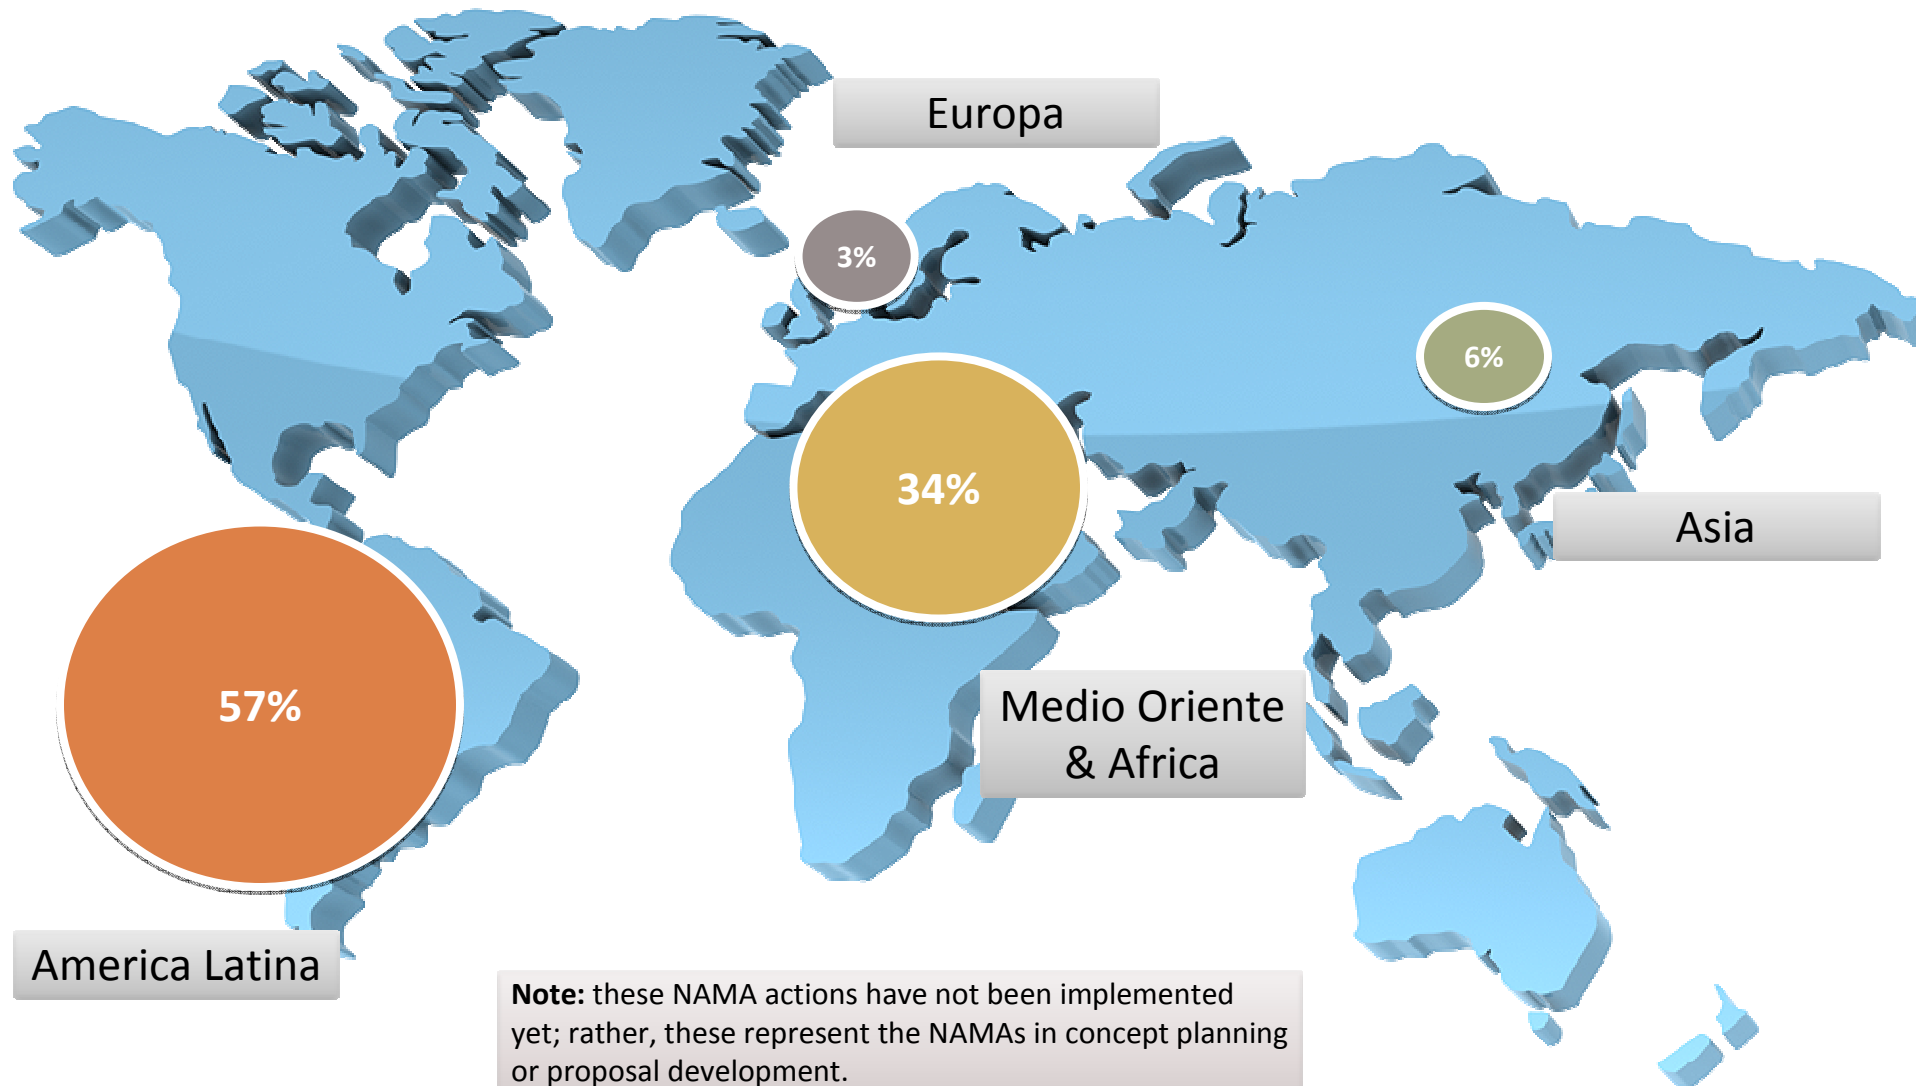 Europa
3%
6%
34%
Asia
57%
Medio Oriente
& Africa
America Latina
Note: these NAMA actions have not been implemented
yet; rather, these represent the NAMAs in concept planning
or proposal development.